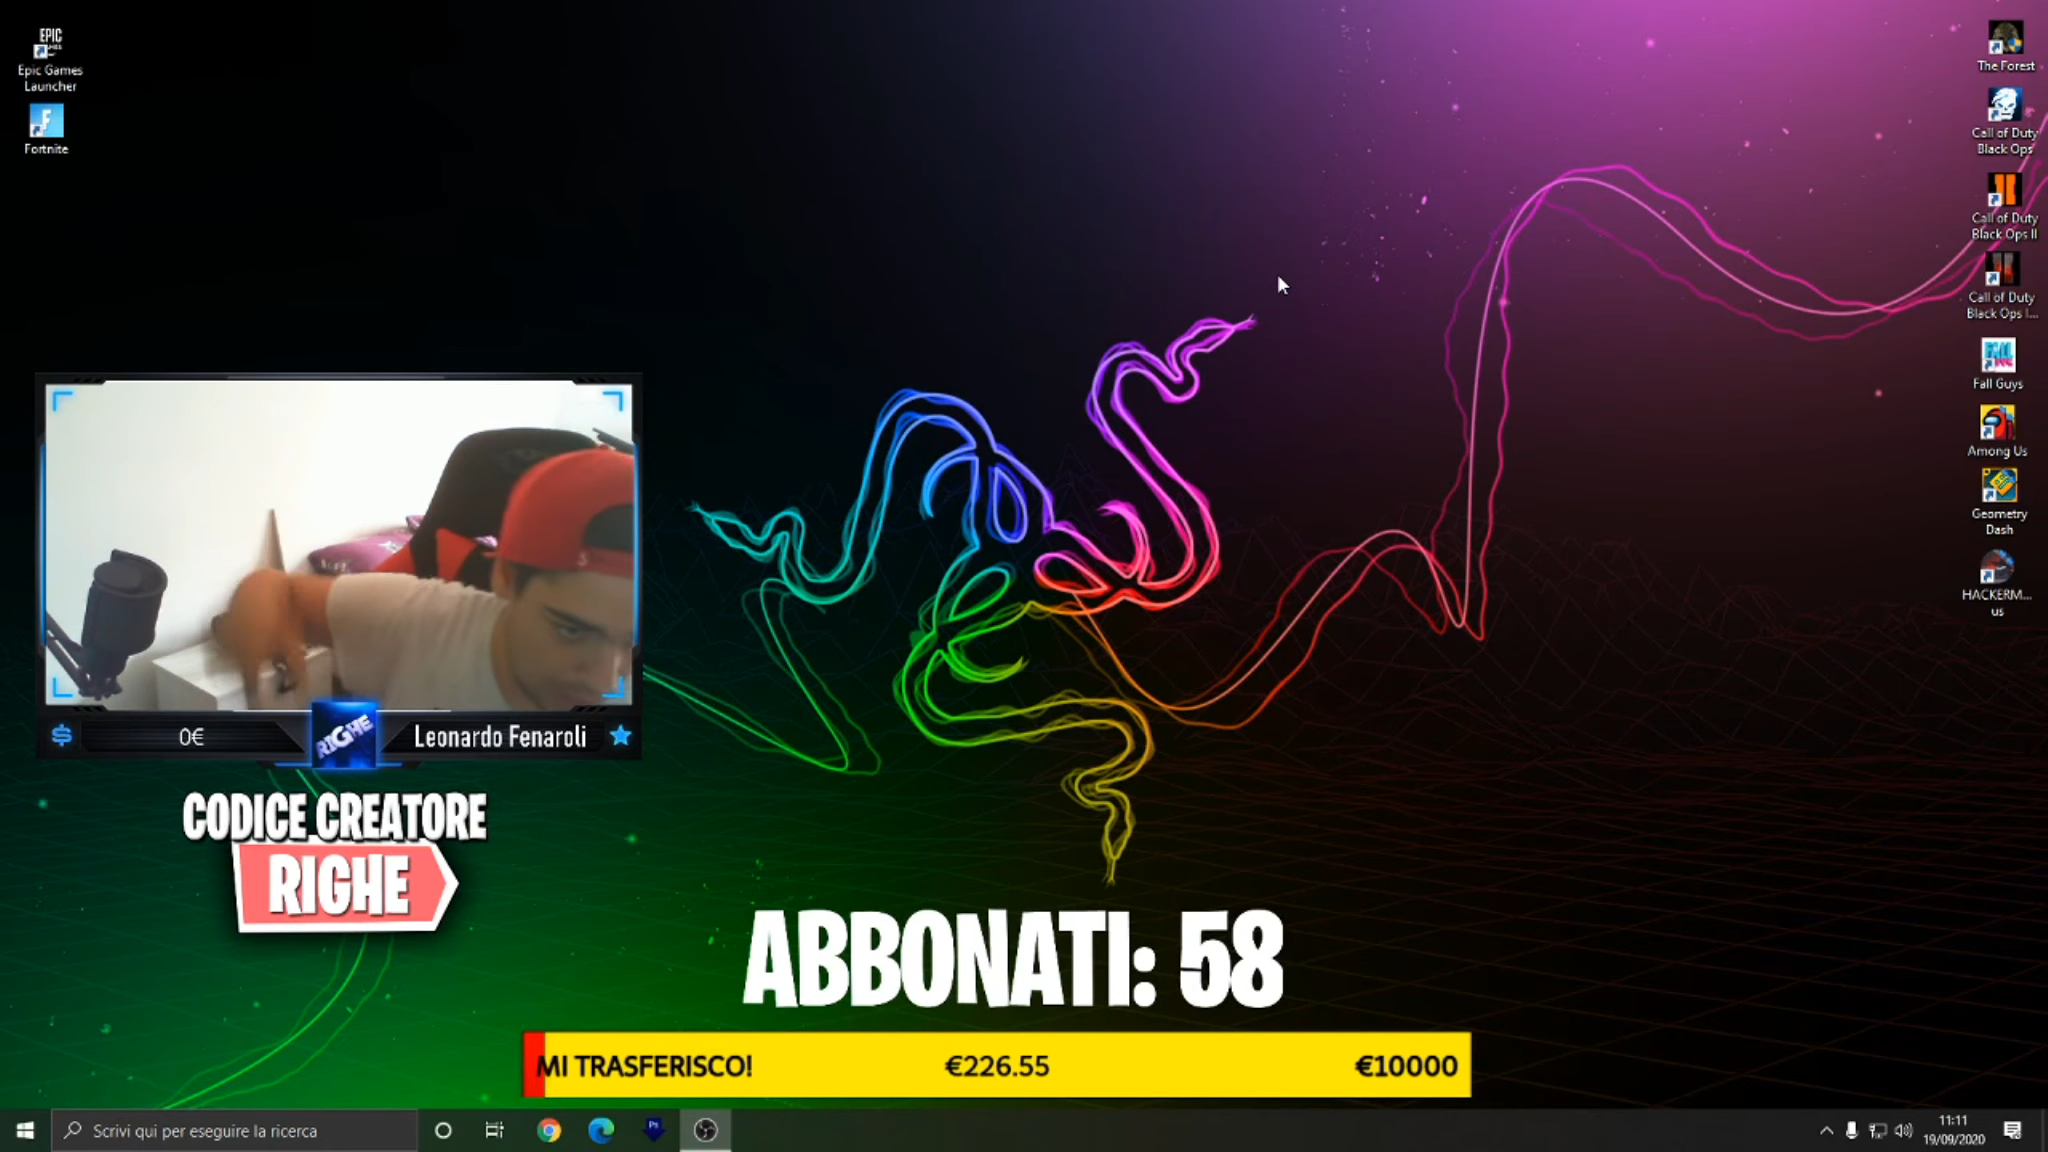 EPIC
Epic Games
Launcher
Fortnite
The Forest
Call of Duty
Black Ops
Call of Duty
Black Ops II
Call of Duty
Black Ops I...
FALL
Fall Guys
Among Us
Geometry
Dash
HACKERM...
us
0€
RIGHE
Leonardo Fenaroli
CODICE CREATORE
RIGHE
ABBONATI: 58
MI TRASFERISCO! €226.55 €10000
Scrivi qui per eseguire la ricerca
Ps
11:11
19/09/2020